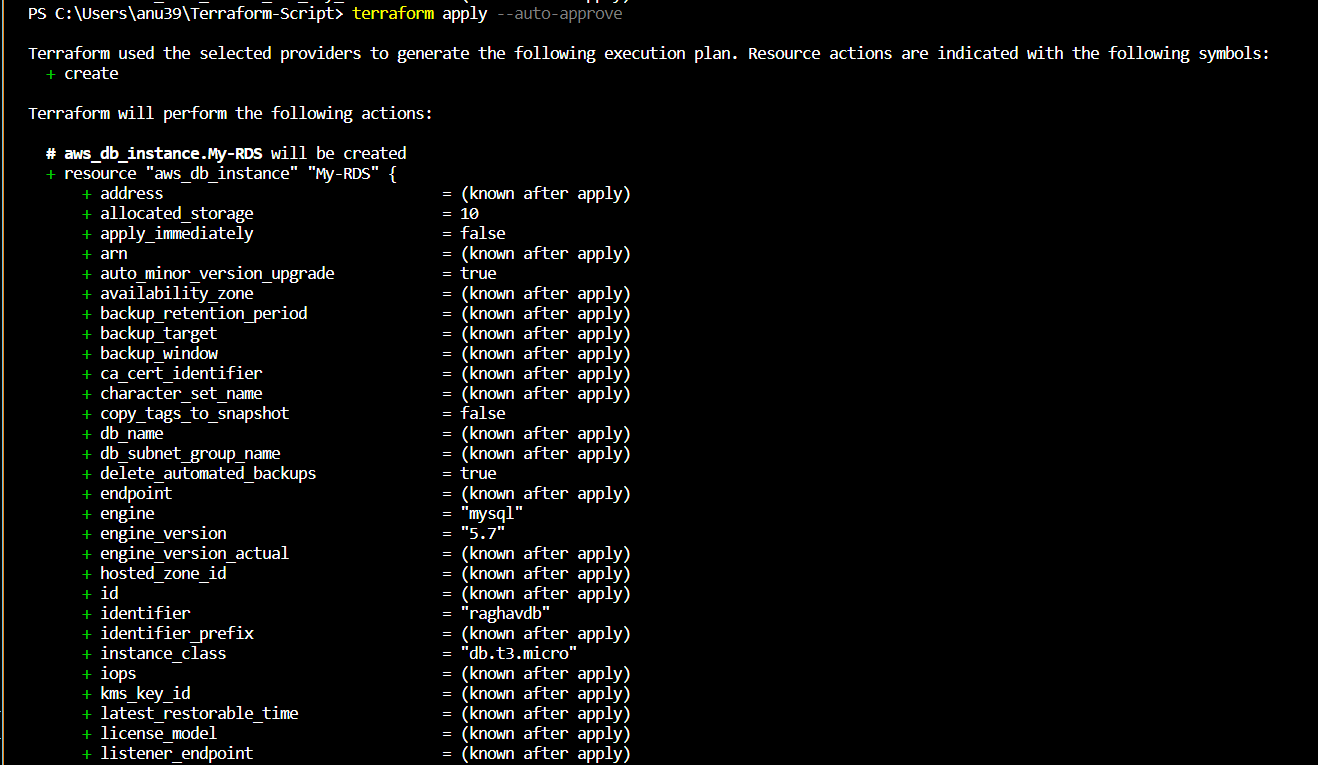 PS C:\Users\anu39\Terraform-Script> terraform apply --auto-approve
Terraform used the selected providers to generate the following execution plan. Resource actions are indicated with the following symbols:
+ create
Terraform will perform the following actions:
# aws_db_instance.My-RDS will be created
+ resource "aws_db_instance" "My-RDS" {
+ address = (known after apply)
+ allocated_storage = 10
+ apply_immediately = false
+ arn = (known after apply)
+ auto_minor_version_upgrade = true
+ availability_zone = (known after apply)
+ backup_retention_period = (known after apply)
+ backup_target = (known after apply)
+ backup_window = (known after apply)
+ ca_cert_identifier = (known after apply)
+ character_set_name = (known after apply)
+ copy_tags_to_snapshot = false
+ db_name = (known after apply)
+ db_subnet_group_name = (known after apply)
+ delete_automated_backups = true
+ endpoint = (known after apply)
+ engine = "mysql"
+ engine_version = "5.7"
+ engine_version_actual = (known after apply)
+ hosted_zone_id = (known after apply)
+ id = (known after apply)
+ identifier = "raghavdb"
+ identifier_prefix = (known after apply)
+ instance_class = "db.t3.micro"
+ iops = (known after apply)
+ kms_key_id = (known after apply)
+ latest_restorable_time = (known after apply)
+ license_model = (known after apply)
+ listener_endpoint = (known after apply)